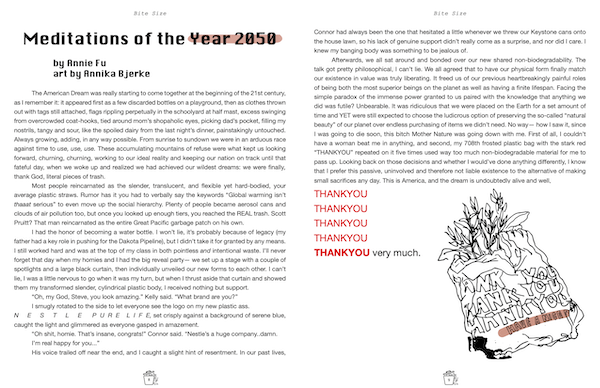 Bite Size
Meditations of the Year 2050
by Annie Fu
art by Annika Bjerke
The American Dream was really starting to come together at the beginning of the 21st century,
as I remember it: it appeared first as a few discarded bottles on a playground, then as clothes thrown
out with tags still attached, flags rippling perpetually in the schoolyard at half mast, excess swinging
from overcrowded coat-hooks, tied around mom's shopaholic eyes, picking dad's pocket, filling my
nostrils, tangy and sour, like the spoiled dairy from the last night's dinner, painstakingly untouched.
Always growing, adding, in any way possible. From sunrise to sundown we were in an arduous race
against time to use, use, use. These accumulating mountains of refuse were what kept us looking
forward, churning, churning, working to our ideal reality and keeping our nation on track until that
fateful day, when we woke up and realized we had achieved our wildest dreams: we were finally,
thank God, literal pieces of trash.
Most people reincarnated as the slender, translucent, and flexible yet hard-bodied, your
average plastic straws. Rumor has it you had to verbally say the keywords "Global warming isn't
thaaat serious" to even move up the social hierarchy. Plenty of people became aerosol cans and
clouds of air pollution too, but once you looked up enough tiers, you reached the REAL trash. Scott
Pruitt? That man reincarnated as the entire Great Pacific garbage patch on his own.
I had the honor of becoming a water bottle. I won't lie, it's probably because of legacy (my
father had a key role in pushing for the Dakota Pipeline), but I didn't take it for granted by any means.
I still worked hard and was at the top of my class in both pointless and intentional waste. I'll never
forget that day when my homies and I had the big reveal party— we set up a stage with a couple of
spotlights and a large black curtain, then individually unveiled our new forms to each other. I can't
lie, I was a little nervous to go when it was my turn, but when I thrust aside that curtain and showed
them my transformed slender, cylindrical plastic body, I received nothing but support.
"Oh, my God, Steve, you look amazing." Kelly said. "What brand are you?"
I smugly rotated to the side to let everyone see the logo on my new plastic ass.
N E S T L E P U R E L I F E, set crisply against a background of serene blue,
caught the light and glimmered as everyone gasped in amazement.
"Oh shit, homie. That's insane, congrats!" Connor said. "Nestle's a huge company..damn.
I'm real happy for you..."
His voice trailed off near the end, and I caught a slight hint of resentment. In our past lives,
Bite Size
Connor had always been the one that hesitated a little whenever we threw our Keystone cans onto
the house lawn, so his lack of genuine support didn't really come as a surprise, and nor did I care. I
knew my banging body was something to be jealous of.
Afterwards, we all sat around and bonded over our new shared non-biodegradability. The
talk got pretty philosophical, I can't lie. We all agreed that to have our physical form finally match
our existence in value was truly liberating. It freed us of our previous heartbreakingly painful roles
of being both the most superior beings on the planet as well as having a finite lifespan. Facing the
simple paradox of the immense power granted to us paired with the knowledge that anything we
did was futile? Unbearable. It was ridiculous that we were placed on the Earth for a set amount of
time and YET were still expected to choose the ludicrous option of preserving the so-called "natural
beauty" of our planet over endless purchasing of items we didn't need. No way— how I saw it, since
I was going to die soon, this bitch Mother Nature was going down with me. First of all, I couldn't
have a woman beat me in anything, and second, my 708th frosted plastic bag with the stark red
"THANKYOU" repeated on it five times used way too much non-biodegradable material for me to
pass up. Looking back on those decisions and whether I would've done anything differently, I know
that I prefer this passive, uninvolved and therefore not liable existence to the alternative of making
small sacrifices any day. This is America, and the dream is undoubtedly alive and well,
THANKYOU
THANKYOU
THANKYOU
THANKYOU
THANKYOU very much.